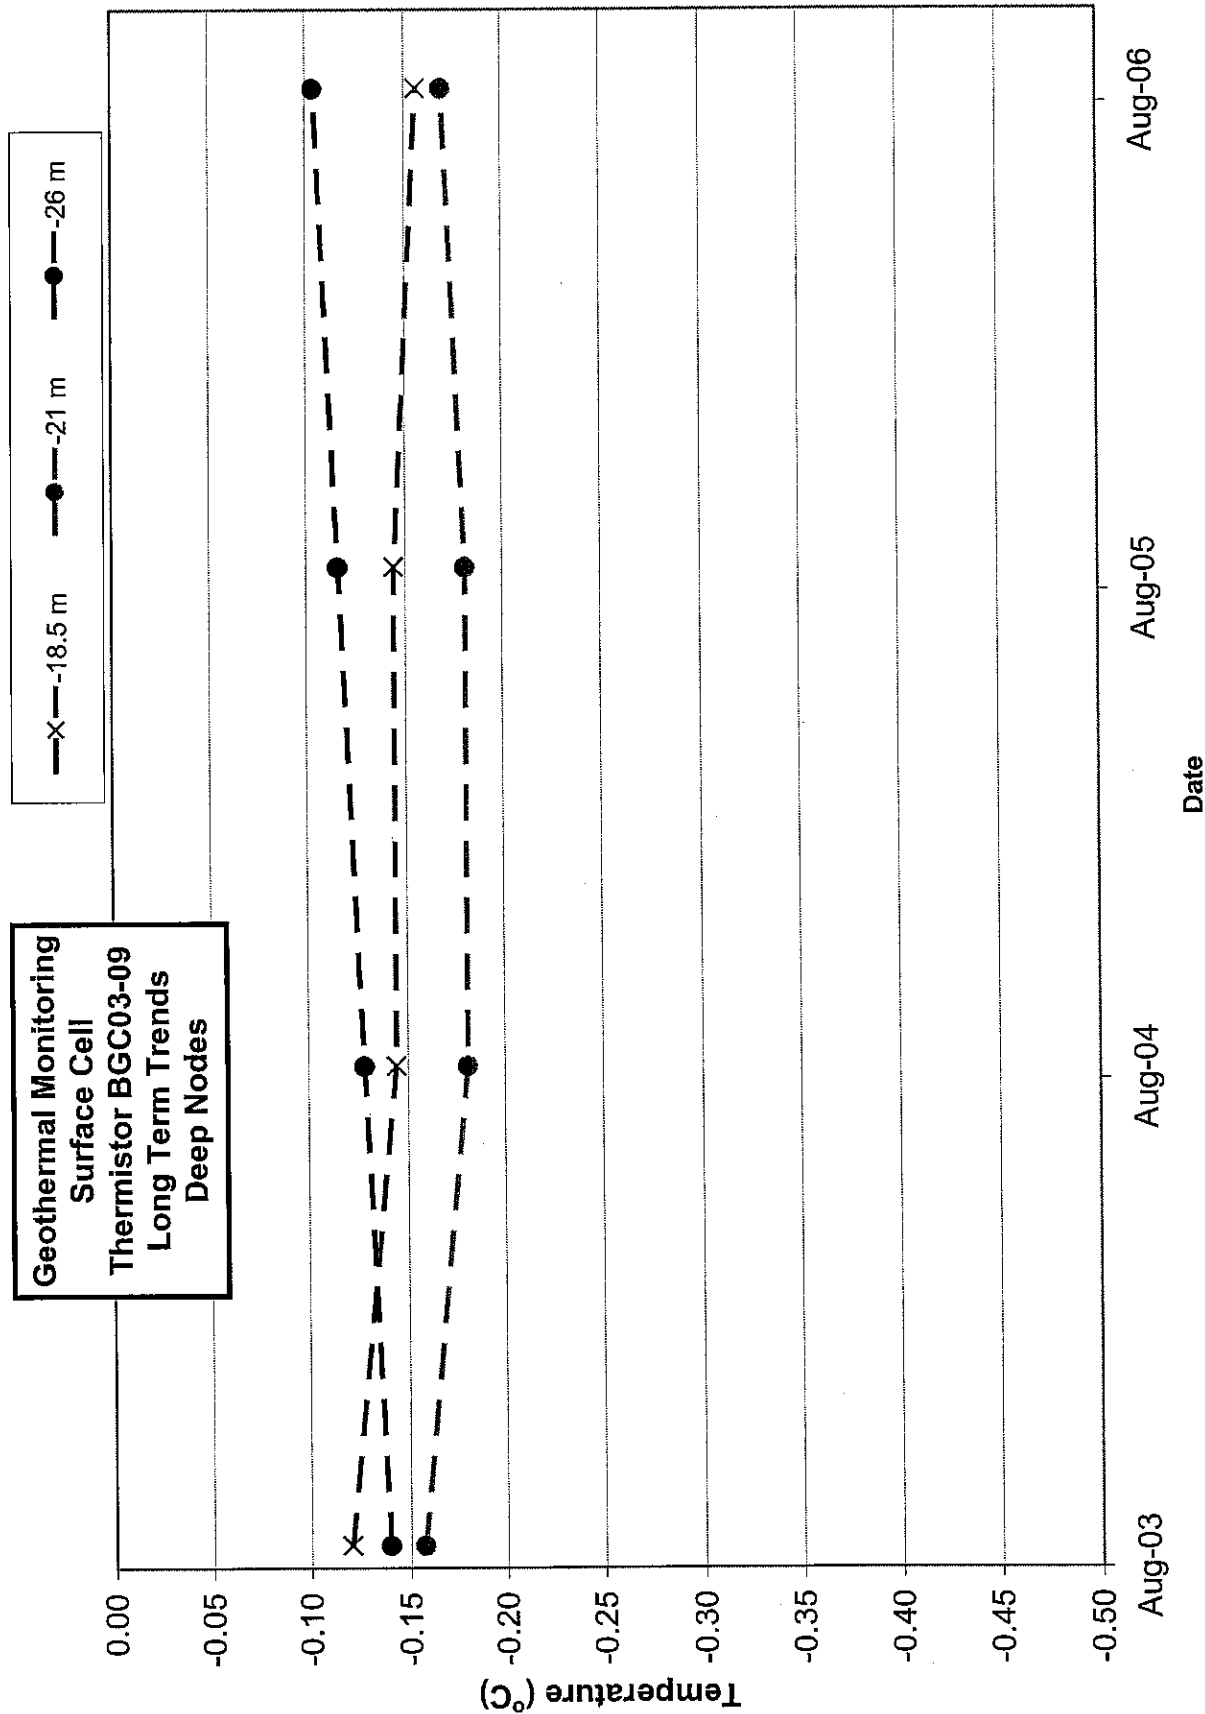 Geothermal Monitoring
Surface Cell
Thermistor BGC03-09
Long Term Trends
Deep Nodes
-18.5 m
-21 m
-26 m
0.00
-0.05
-0.10
-0.15
-0.20
-0.25
-0.30
-0.35
-0.40
-0.45
-0.50
Temperature (°C)
Aug-03
Aug-04
Aug-05
Aug-06
Date